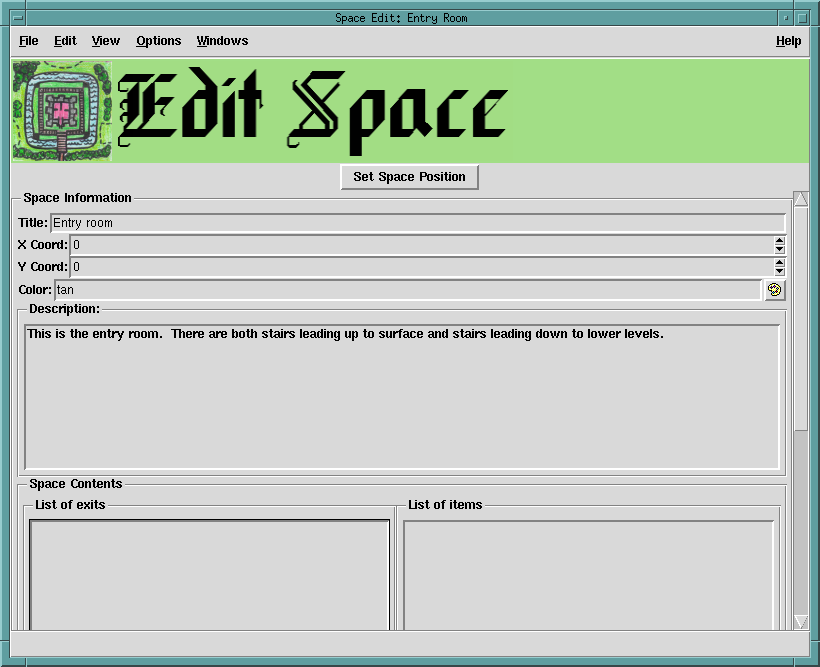 Space Edit: Entry Room
File Edit View Options Windows Help
Edit Space
Set Space Position
Space Information
Title: Entry room
X Coord: 0
Y Coord: 0
Color: tan
Description:
This is the entry room.  There are both stairs leading up to surface and stairs leading down to lower levels.
Space Contents
List of exits List of items